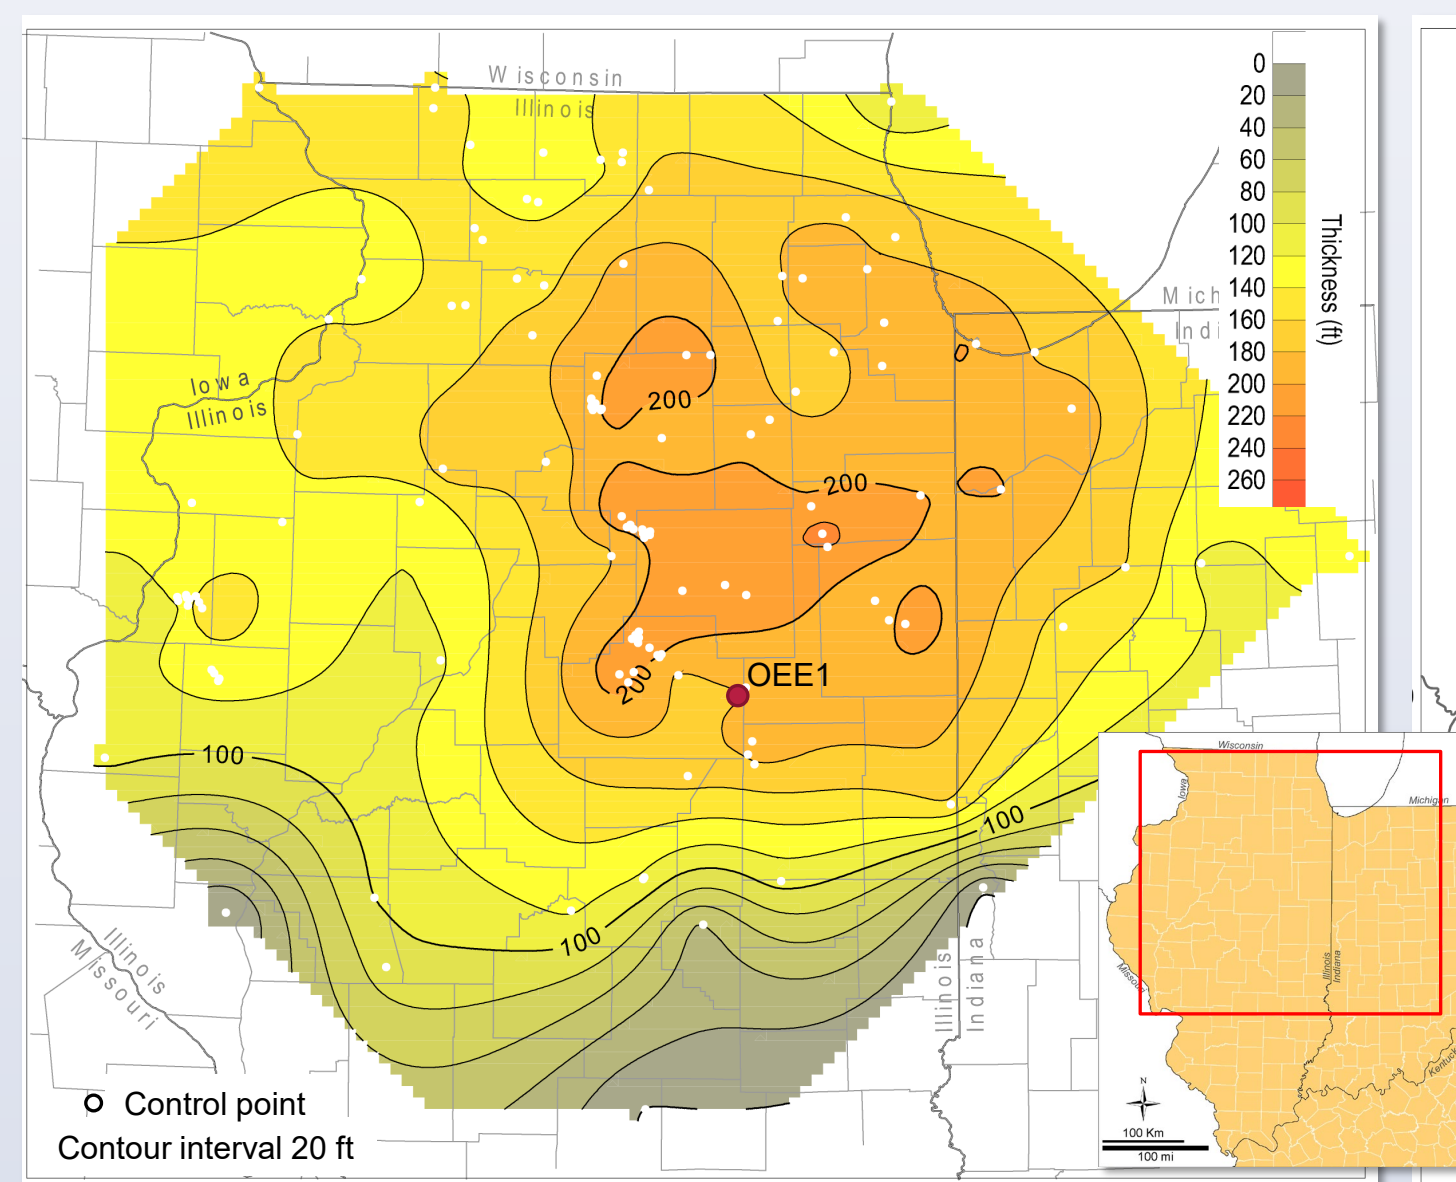 Wisconsin
Illinois
0
20
40
60
80
100
120
140
160
180
200
220
240
260
Thickness (ft)
Mich
Indi
Iowa
Illinois
200
200
200
OEE1
100
100
100
Illinois
Missouri
Illinois
Indiana
Control point
Contour interval 20 ft
Wisconsin
Iowa
Michigan
Illinois
Indiana
Missouri
Kentuck
N
100 Km
100 mi